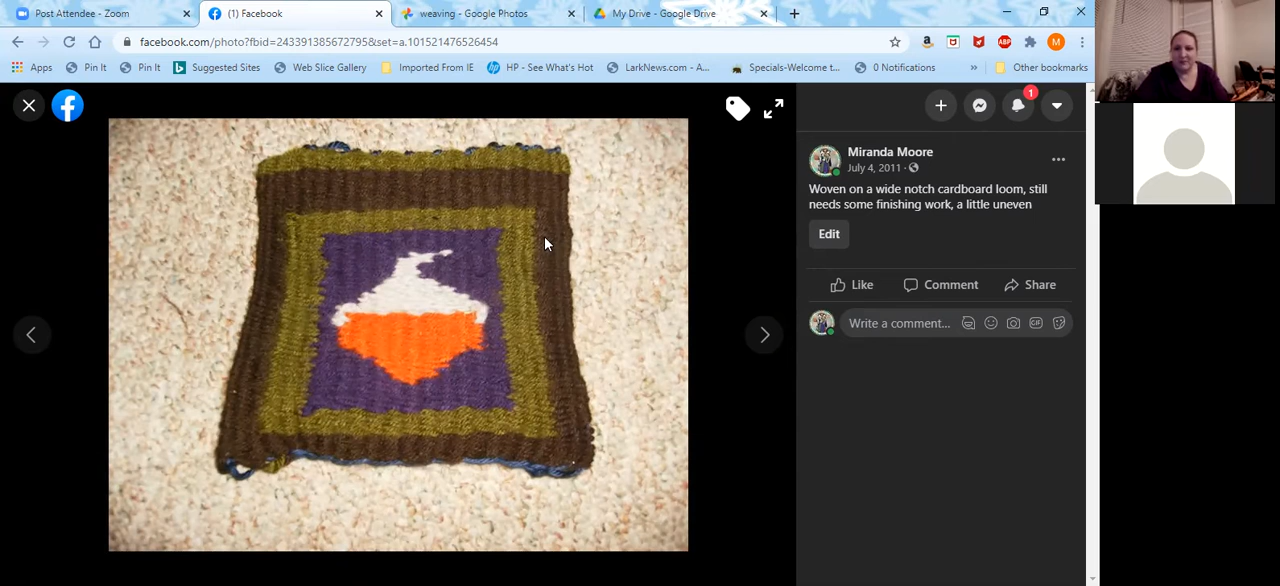 Post Attendee - Zoom
(1) Facebook
weaving - Google Photos
My Drive - Google Drive
facebook.com/photo?fbid=243391385672795&set=a.101521476526454
ABP
M
Apps
Pin It
Pin It
Suggested Sites
Web Slice Gallery
Imported From IE
HP - See What's Hot
LarkNews.com - A...
Specials-Welcome t...
0 Notifications
»
Other bookmarks
1
Miranda Moore
July 4, 2011 ·
Woven on a wide notch cardboard loom, still
needs some finishing work, a little uneven
Edit
Like
Comment
Share
Write a comment...
GIF